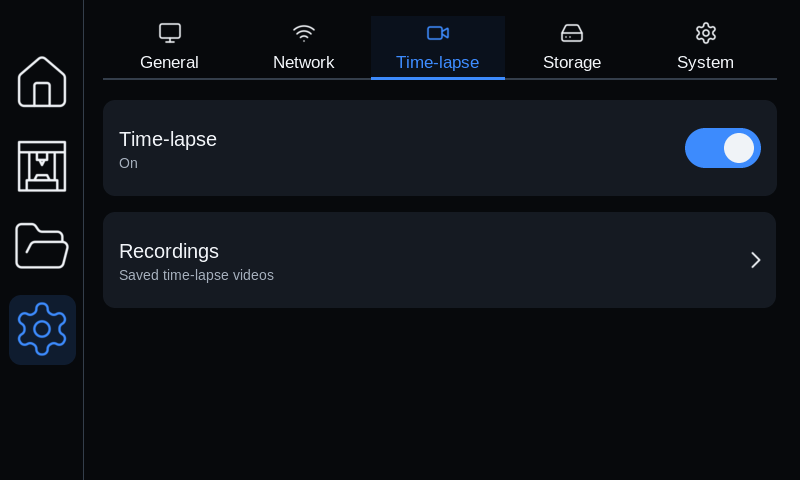 General
Network
Time-lapse
Storage
System
Time-lapse
On
Recordings
Saved time-lapse videos